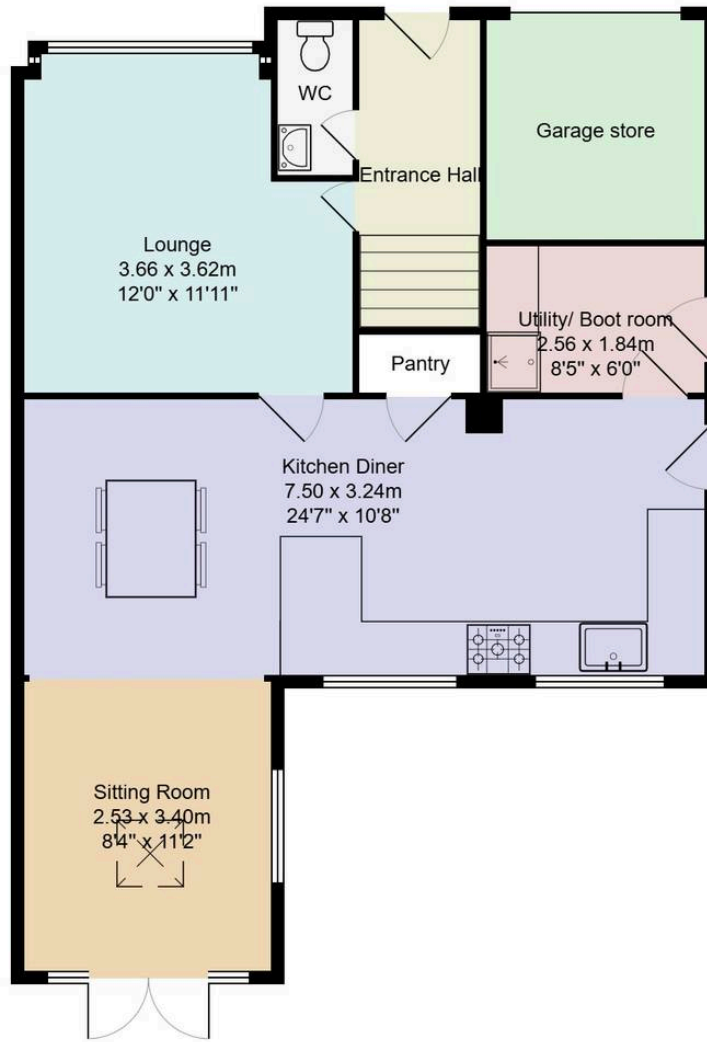 WC
Entrance Hall
Garage store
Lounge
3.66 x 3.62m
12'0" x 11'11"
Utility/ Boot room
2.56 x 1.84m
8'5" x 6'0"
Pantry
Kitchen Diner
7.50 x 3.24m
24'7" x 10'8"
Sitting Room
2.53 x 3.40m
8'4" x 11'2"